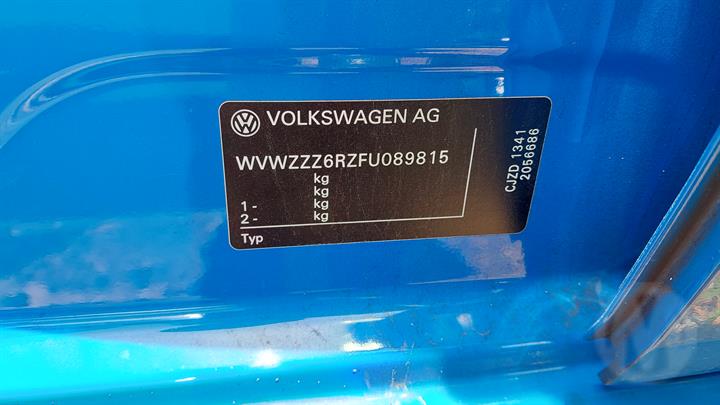 VOLKSWAGEN AG
WVWZZZ6RZFU089815
kg
kg
1 - kg
2 - kg
Typ
CJZD 1341
2056686